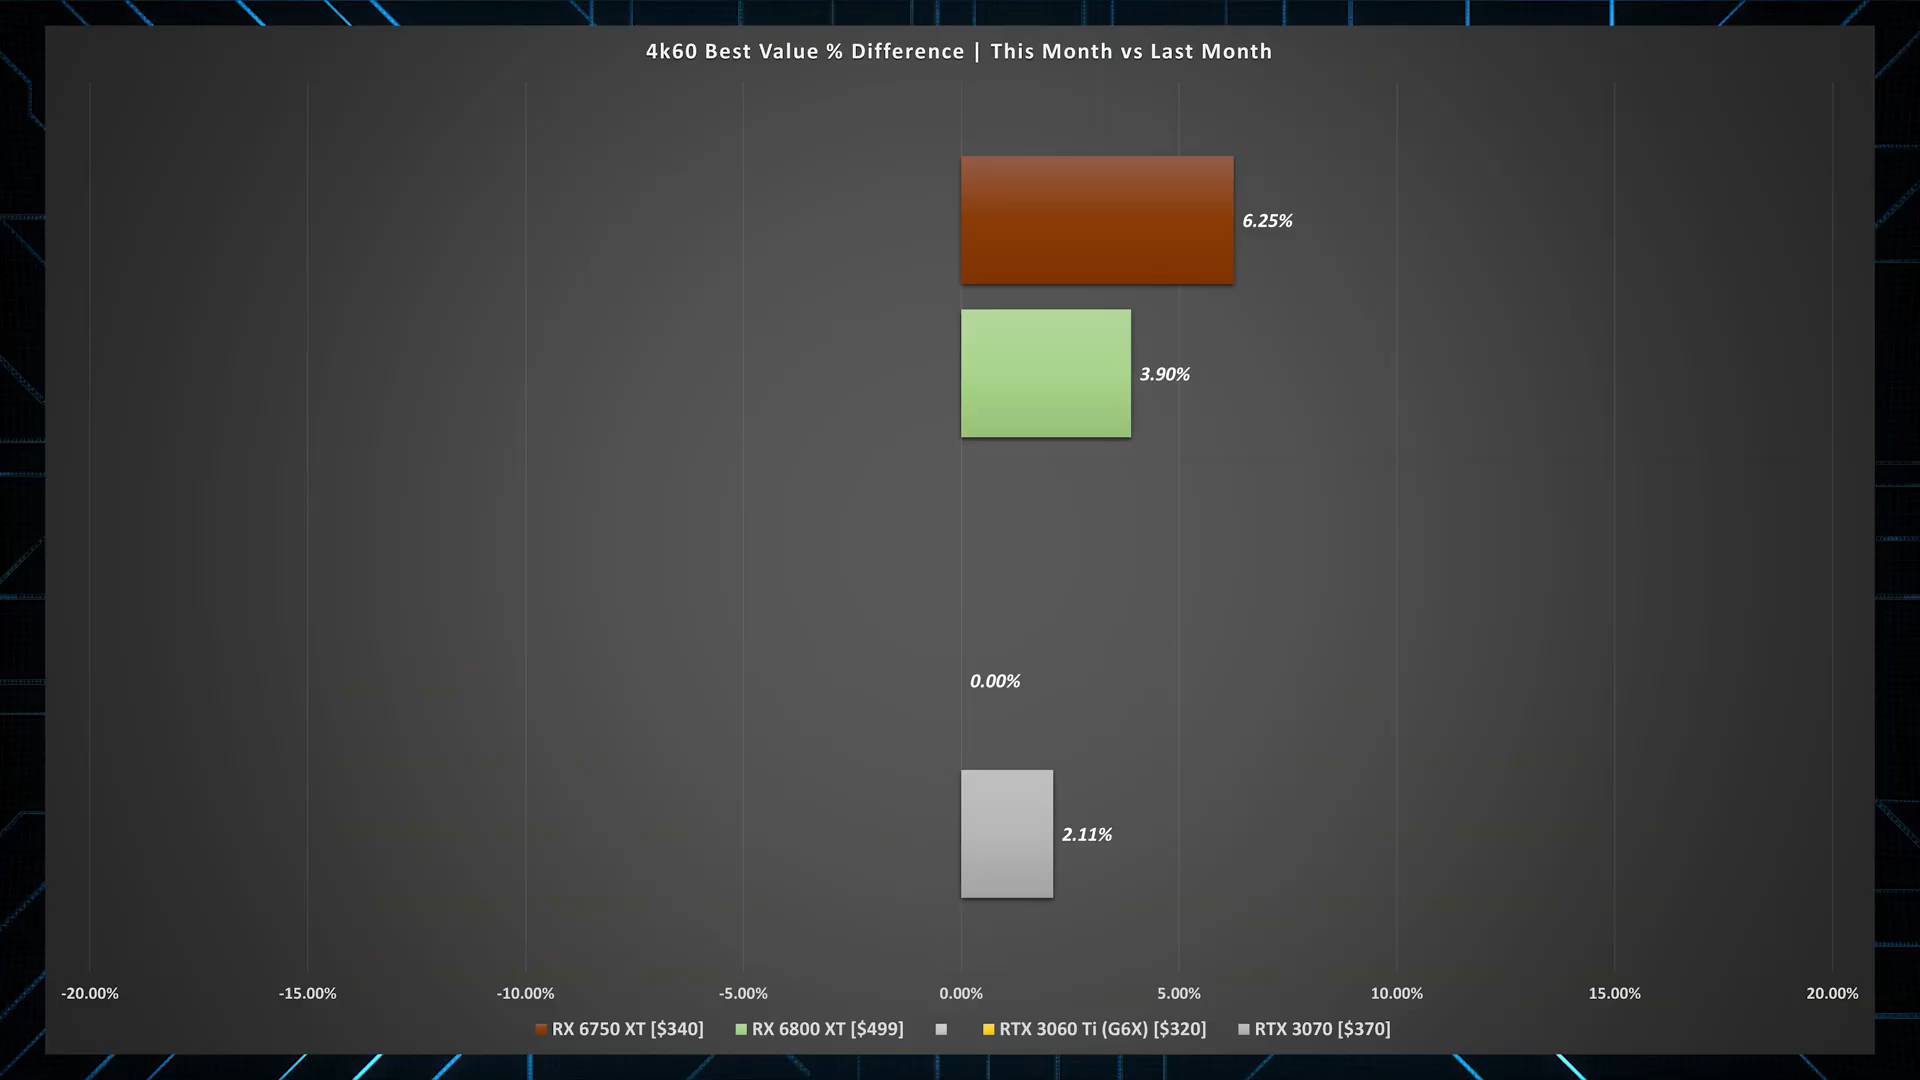 4k60 Best Value % Difference | This Month vs Last Month
6.25%
3.90%
0.00%
2.11%
-20.00% -15.00% -10.00% -5.00% 0.00% 5.00% 10.00% 15.00% 20.00%
RX 6750 XT [$340] RX 6800 XT [$499] RTX 3060 Ti (G6X) [$320] RTX 3070 [$370]